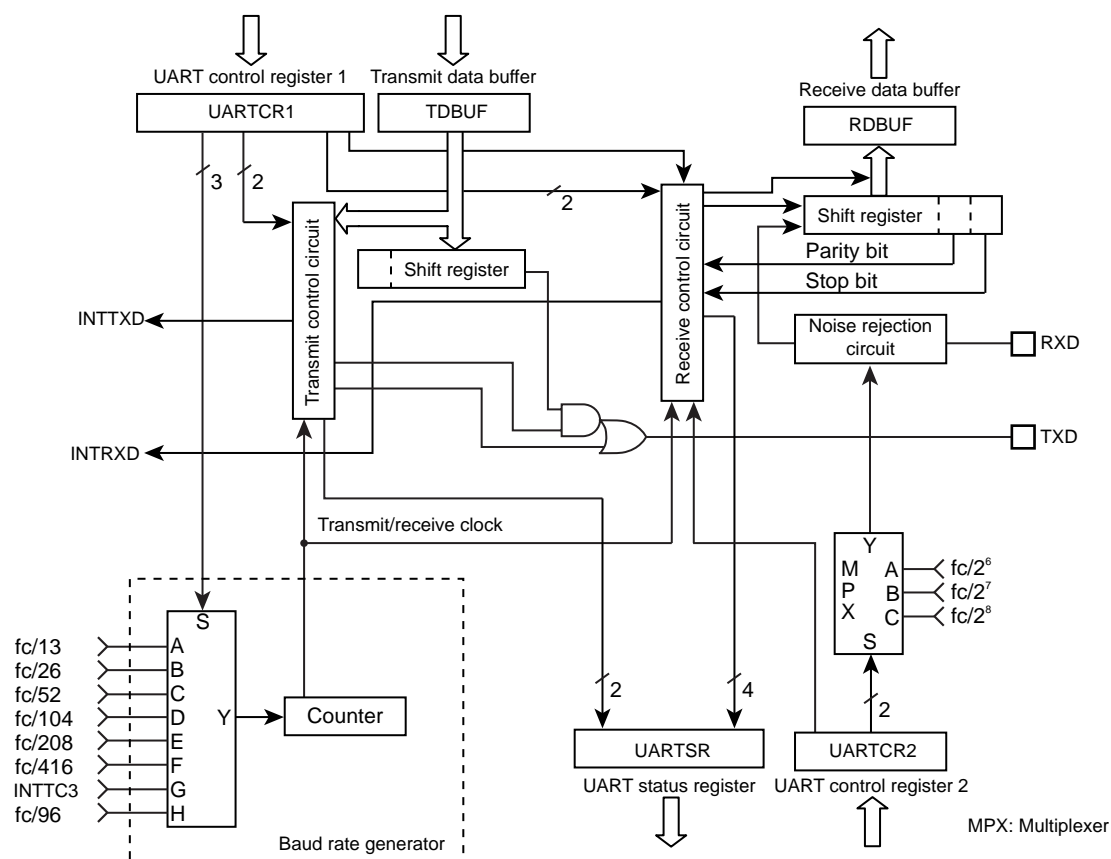 UART control register 1
Transmit data buffer
Receive data buffer
UARTCR1
TDBUF
RDBUF
3
2
2
Transmit control circuit
Shift register
Receive control circuit
Shift register
Parity bit
Stop bit
INTTXD
Noise rejection
circuit
RXD
INTRXD
TXD
Transmit/receive clock
S
fc/13
A
fc/26
B
fc/52
C
fc/104
D
fc/208
E
fc/416
F
INTTC3
G
fc/96
H
Y
Counter
Baud rate generator
Y
M
P
X
A
fc/2⁶
B
fc/2⁷
C
fc/2⁸
S
2
4
2
UARTSR
UART status register
UARTCR2
UART control register 2
MPX: Multiplexer